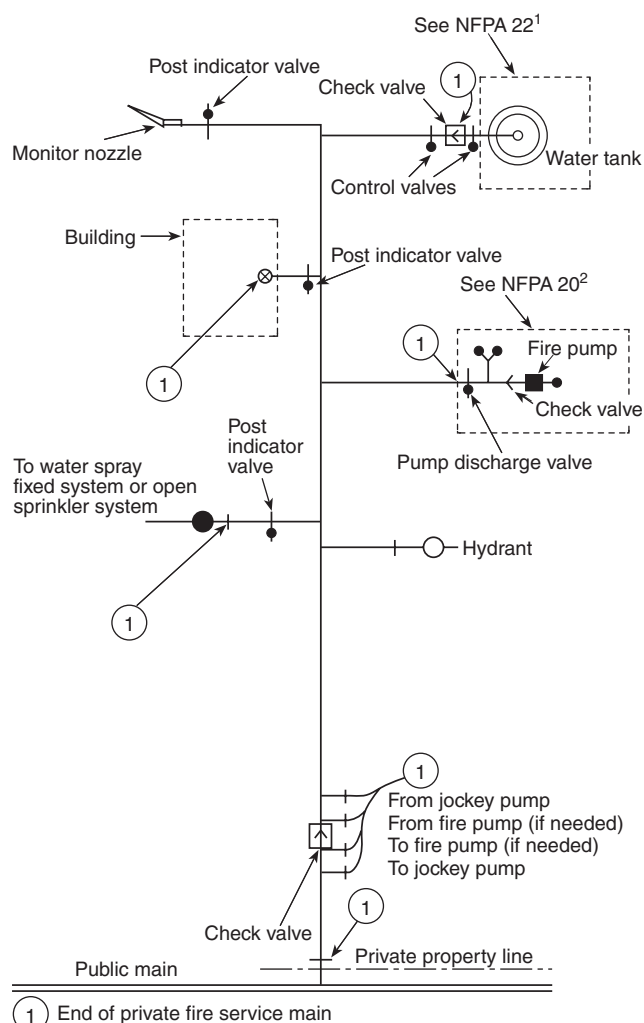 See NFPA 22¹
Post indicator valve
Check valve
1
Monitor nozzle
Water tank
Control valves
Building
Post indicator valve
See NFPA 20²
1
1
Fire pump
Check valve
Post
indicator
valve
Pump discharge valve
To water spray
fixed system or open
sprinkler system
Hydrant
1
1
From jockey pump
From fire pump (if needed)
To fire pump (if needed)
To jockey pump
1
Check valve
Private property line
Public main
1 End of private fire service main